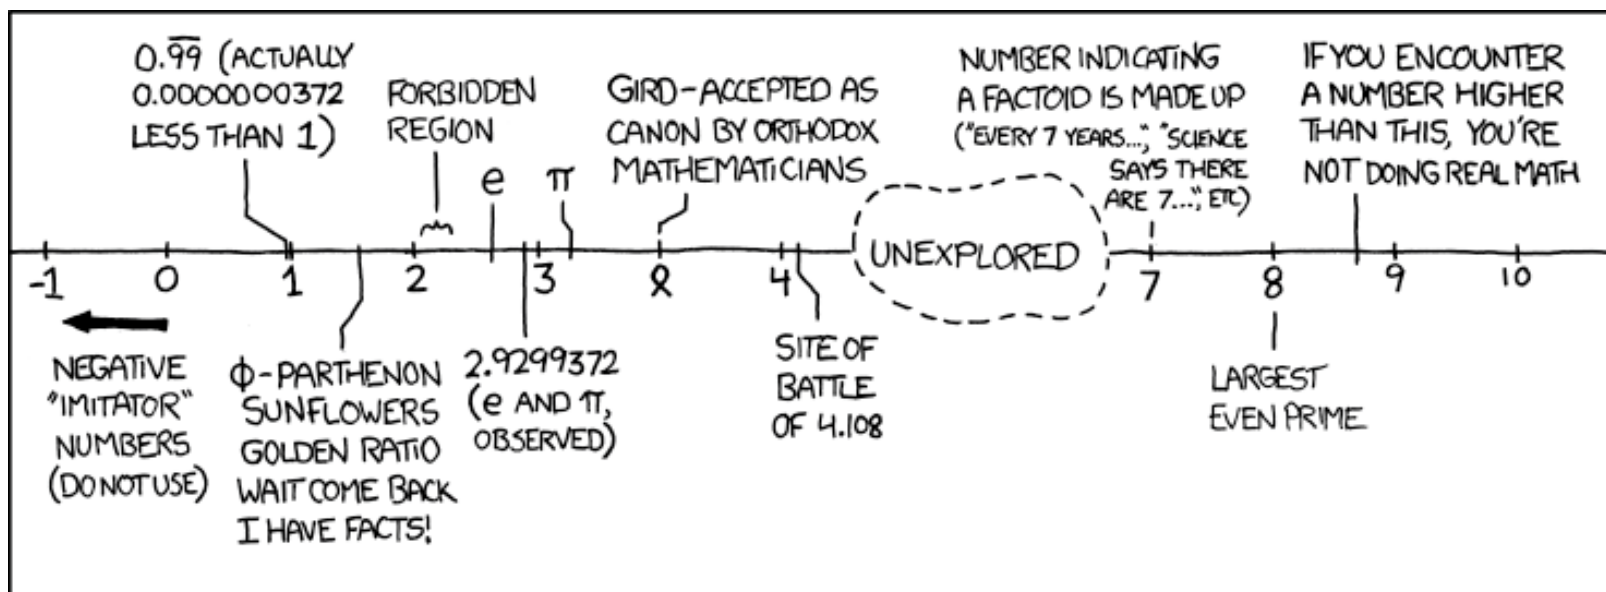 0.9̅9̅ (ACTUALLY
0.0000000372
LESS THAN 1)
FORBIDDEN
REGION
e
π
GIRD-ACCEPTED AS
CANON BY ORTHODOX
MATHEMATICIANS
NUMBER INDICATING
A FACTOID IS MADE UP
("EVERY 7 YEARS...", "SCIENCE
SAYS THERE
ARE 7...", ETC)
IF YOU ENCOUNTER
A NUMBER HIGHER
THAN THIS, YOU'RE
NOT DOING REAL MATH
UNEXPLORED
-1 0 1 2 3 4 7 8 9 10
NEGATIVE
"IMITATOR"
NUMBERS
(DO NOT USE)
ϕ-PARTHENON
SUNFLOWERS
GOLDEN RATIO
WAIT COME BACK
I HAVE FACTS!
2.9299372
(e AND π,
OBSERVED)
SITE OF
BATTLE
OF 4.108
LARGEST
EVEN PRIME